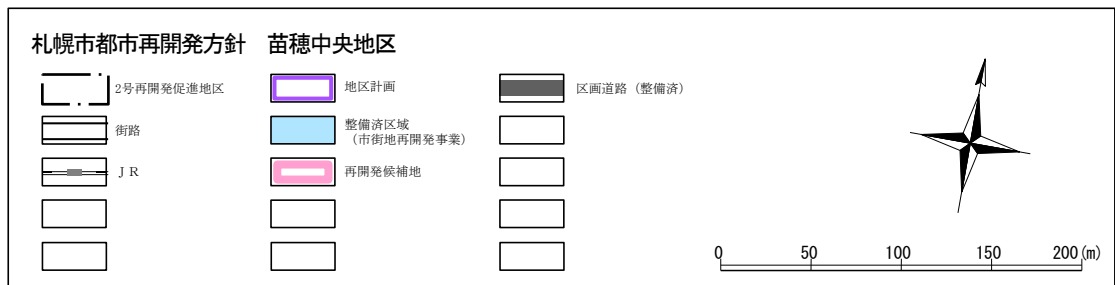 札幌市都市再開発方針 苗穂中央地区
2号再開発促進地区
街路
JR
地区計画
整備済区域
(市街地再開発事業)
再開発候補地
区画道路(整備済)
0 50 100 150 200(m)